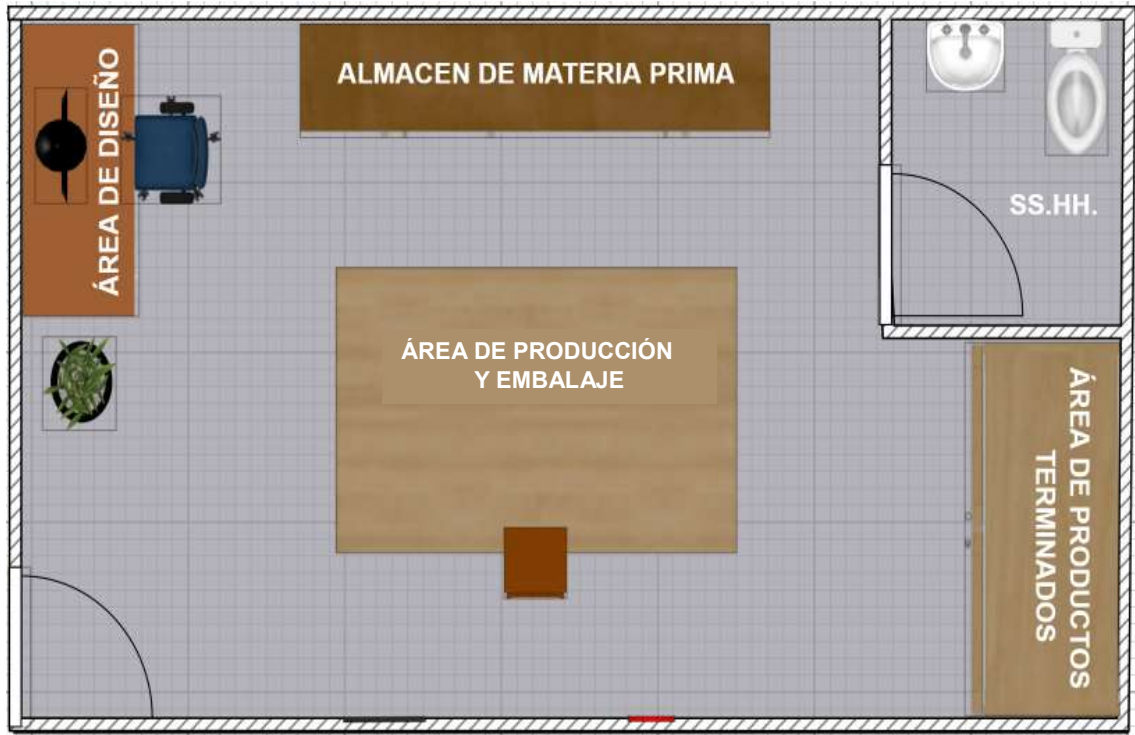 ÁREA DE DISEÑO
ALMACEN DE MATERIA PRIMA
SS.HH.
ÁREA DE PRODUCCIÓN
Y EMBALAJE
ÁREA DE PRODUCTOS
TERMINADOS